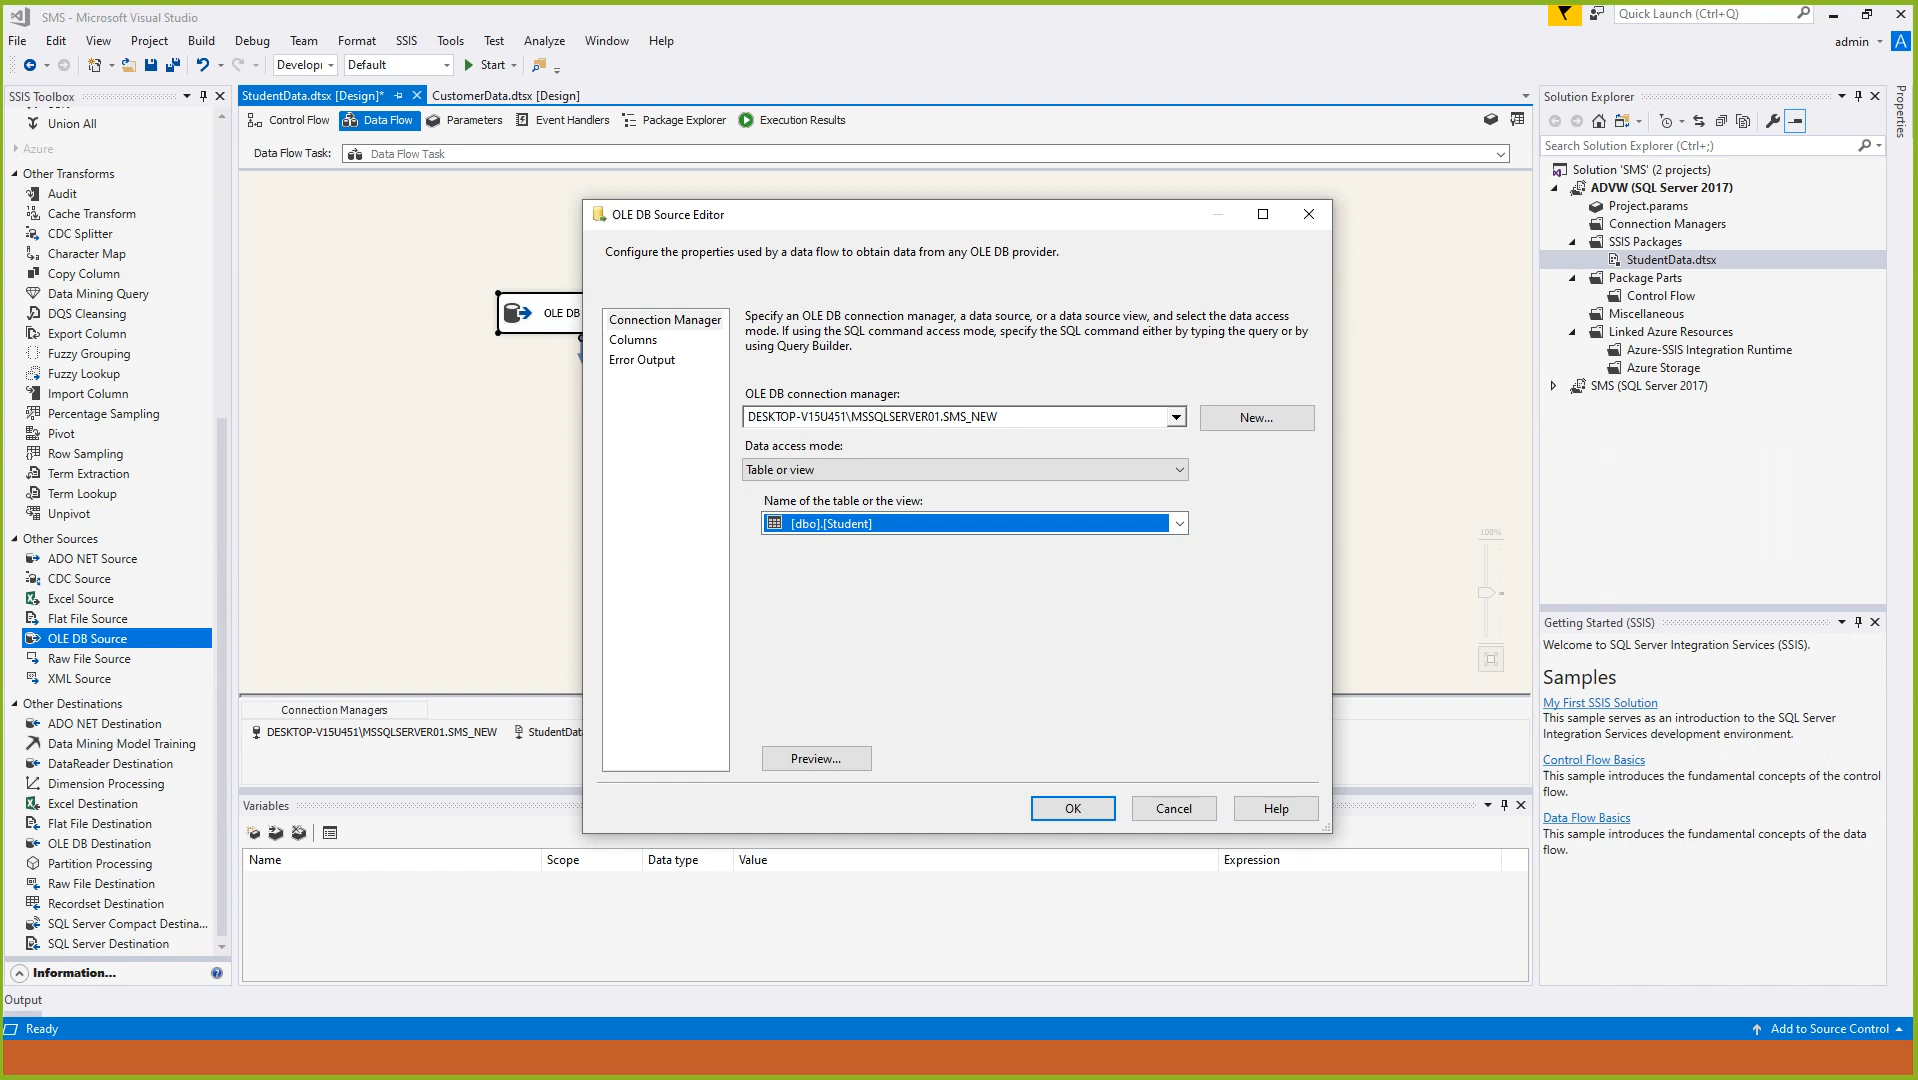 SMS - Microsoft Visual Studio
Quick Launch (Ctrl+Q)
File Edit View Project Build Debug Team Format SSIS Tools Test Analyze Window Help
admin A
Developi Default Start
SSIS Toolbox
Union All
Azure
Other Transforms
Audit
Cache Transform
CDC Splitter
Character Map
Copy Column
Data Mining Query
DQS Cleansing
Export Column
Fuzzy Grouping
Fuzzy Lookup
Import Column
Percentage Sampling
Pivot
Row Sampling
Term Extraction
Term Lookup
Unpivot
Other Sources
ADO NET Source
CDC Source
Excel Source
Flat File Source
OLE DB Source
Raw File Source
XML Source
Other Destinations
ADO NET Destination
Data Mining Model Training
DataReader Destination
Dimension Processing
Excel Destination
Flat File Destination
OLE DB Destination
Partition Processing
Raw File Destination
Recordset Destination
SQL Server Compact Destina...
SQL Server Destination
Information...
Output
StudentData.dtsx [Design]* CustomerData.dtsx [Design]
Control Flow Data Flow Parameters Event Handlers Package Explorer Execution Results
Data Flow Task: Data Flow Task
OLE DB
100%
OLE DB Source Editor
Configure the properties used by a data flow to obtain data from any OLE DB provider.
Connection Manager
Columns
Error Output
Specify an OLE DB connection manager, a data source, or a data source view, and select the data access
mode. If using the SQL command access mode, specify the SQL command either by typing the query or by
using Query Builder.
OLE DB connection manager:
DESKTOP-V15U451\MSSQLSERVER01.SMS_NEW
New...
Data access mode:
Table or view
Name of the table or the view:
[dbo].[Student]
Preview...
OK Cancel Help
Connection Managers
DESKTOP-V15U451\MSSQLSERVER01.SMS_NEW StudentDat
Variables
Name Scope Data type Value Expression
Solution Explorer
Search Solution Explorer (Ctrl+;)
Solution 'SMS' (2 projects)
ADVW (SQL Server 2017)
Project.params
Connection Managers
SSIS Packages
StudentData.dtsx
Package Parts
Control Flow
Miscellaneous
Linked Azure Resources
Azure-SSIS Integration Runtime
Azure Storage
SMS (SQL Server 2017)
Properties
Getting Started (SSIS)
Welcome to SQL Server Integration Services (SSIS).
Samples
My First SSIS Solution
This sample serves as an introduction to the SQL Server
Integration Services development environment.
Control Flow Basics
This sample introduces the fundamental concepts of the control
flow.
Data Flow Basics
This sample introduces the fundamental concepts of the data
flow.
Ready
Add to Source Control